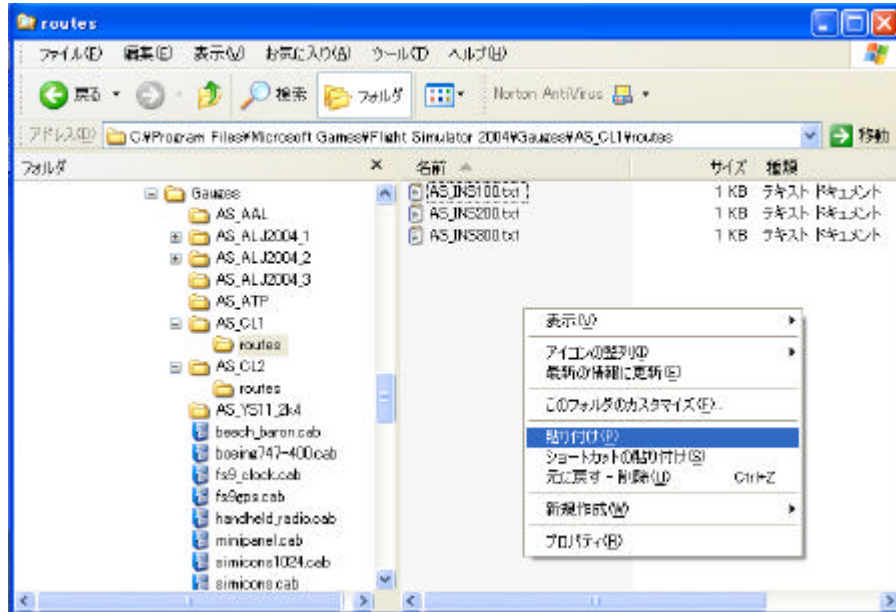 routes
ファイル(F) 編集(E) 表示(V) お気に入り(A) ツール(T) ヘルプ(H)
戻る 検索 フォルダ Norton AntiVirus
アドレス(D) C:¥Program Files¥Microsoft Games¥Flight Simulator 2004¥Gauges¥AS_CL1¥routes 移動
フォルダ × 名前 サイズ 種類
Gauges
AS_AAL
AS_ALJ2004_1
AS_ALJ2004_2
AS_ALJ2004_3
AS_ATP
AS_CL1
routes
AS_CL2
routes
AS_YS11_2k4
beech_baron.cab
boeing747-400.cab
fs9_clock.cab
fs9gps.cab
handheld_radio.cab
minipanel.cab
simicons1024.cab
simicons.cab
AS_INS100.txt 1 KB テキスト ドキュメント
AS_INS200.txt 1 KB テキスト ドキュメント
AS_INS300.txt 1 KB テキスト ドキュメント
表示(V)
アイコンの整列(I)
最新の情報に更新(E)
このフォルダのカスタマイズ(F)...
貼り付け(P)
ショートカットの貼り付け(S)
元に戻す - 削除(U) Ctrl+Z
新規作成(W)
プロパティ(R)